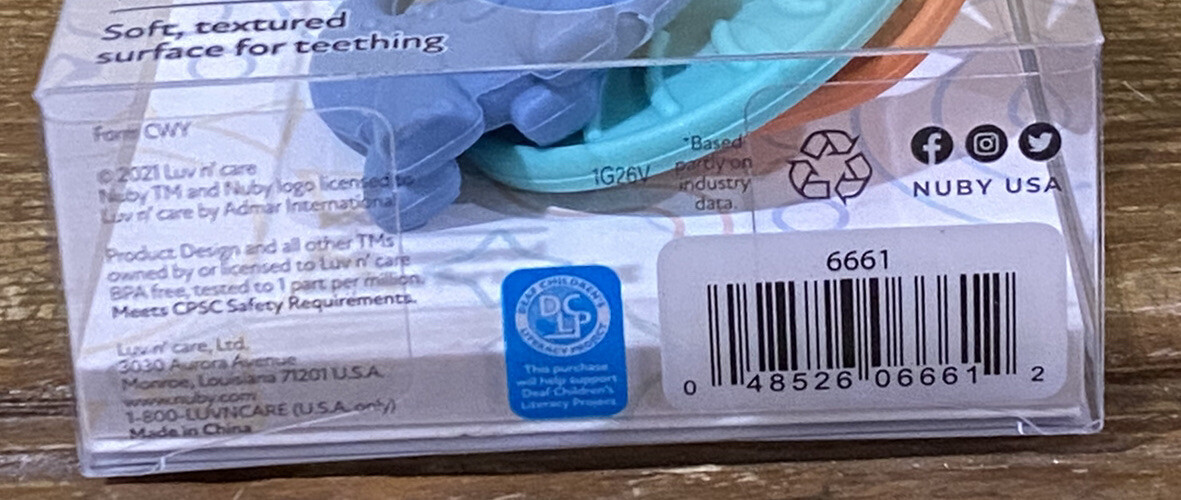 Soft, textured
surface for teething
Form CWY
© 2021 Luv n' care
Nuby TM and Nuby logo licensed to
Luv n' care by Admar International
Product Design and all other TMs
owned by or licensed to Luv n' care
BPA free, tested to 1 part per million.
Meets CPSC Safety Requirements.
Luv n' care, Ltd.
3030 Aurora Avenue
Monroe, Louisiana 71201 U.S.A.
www.nuby.com
1-800-LUVNCARE (U.S.A. only)
Made in China
1G26V
*Based
partly on
industry
data.
NUBY USA
DEAF CHILDREN'S
DCLP
LITERACY PROJECT
This purchase
will help support
Deaf Children's
Literacy Project
6661
0 48526 06661 2